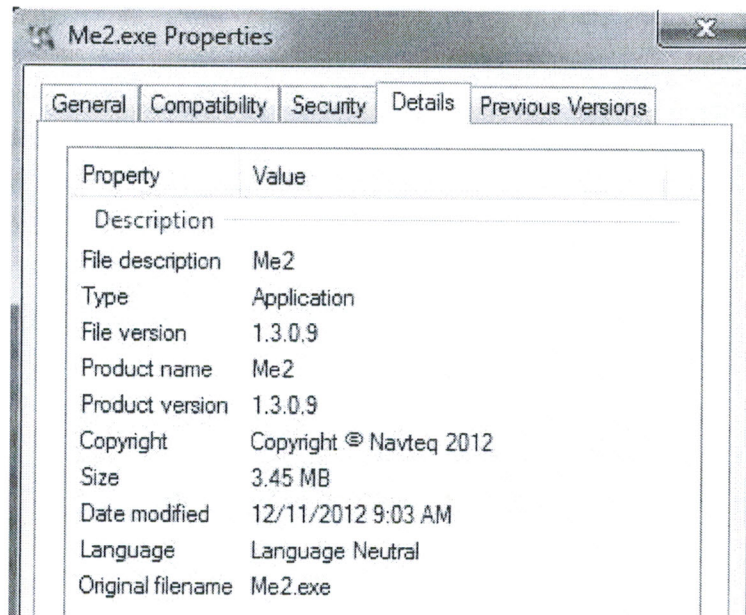 Me2.exe Properties
General Compatibility Security Details Previous Versions
Property Value
Description
File description Me2
Type Application
File version 1.3.0.9
Product name Me2
Product version 1.3.0.9
Copyright Copyright © Navteq 2012
Size 3.45 MB
Date modified 12/11/2012 9:03 AM
Language Language Neutral
Original filename Me2.exe